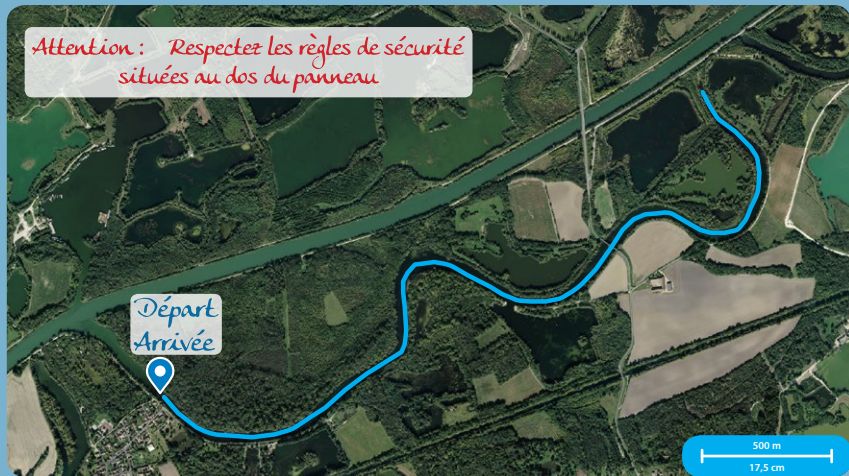 Attention : Respectez les règles de sécurité
situées au dos du panneau
Départ
Arrivée
500 m
17,5 cm